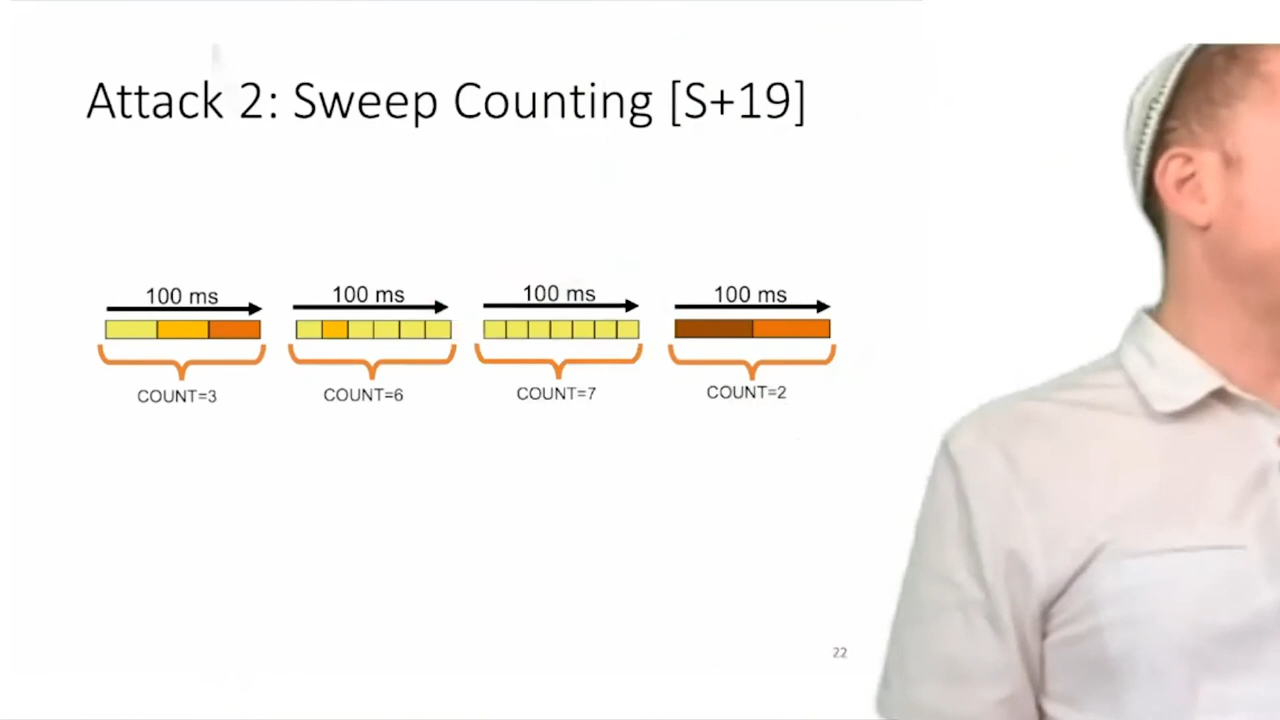 Attack 2: Sweep Counting [S+19]
100 ms 100 ms 100 ms 100 ms
COUNT=3 COUNT=6 COUNT=7 COUNT=2
22